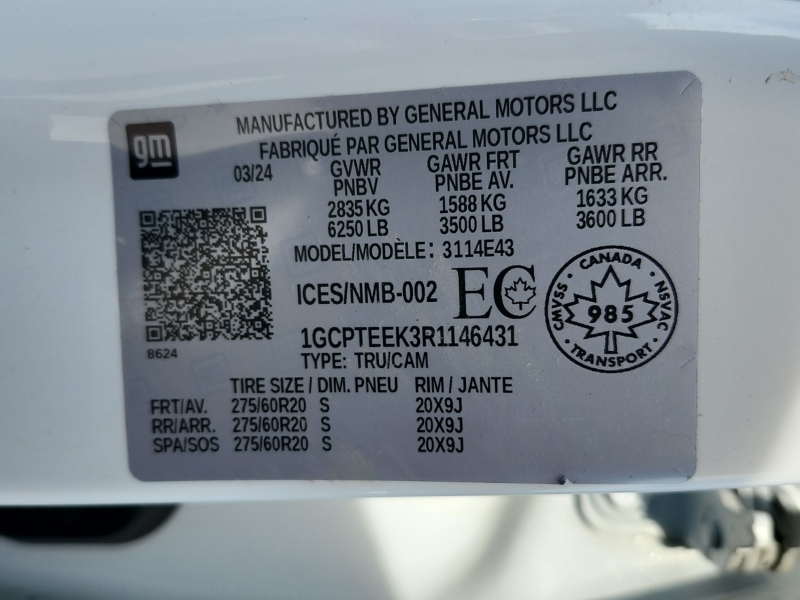 MANUFACTURED BY GENERAL MOTORS LLC
FABRIQUÉ PAR GENERAL MOTORS LLC
gm
03/24
GVWR
PNBV
2835 KG
6250 LB
GAWR FRT
PNBE AV.
1588 KG
3500 LB
GAWR RR
PNBE ARR.
1633 KG
3600 LB
MODEL/MODÈLE: 3114E43
ICES/NMB-002
EC
CANADA
CMVSS
985
NSVAC
TRANSPORT
8624
1GCPTEEK3R1146431
TYPE: TRU/CAM
TIRE SIZE / DIM. PNEU RIM / JANTE
FRT/AV. 275/60R20 S 20X9J
RR/ARR. 275/60R20 S 20X9J
SPA/SOS 275/60R20 S 20X9J